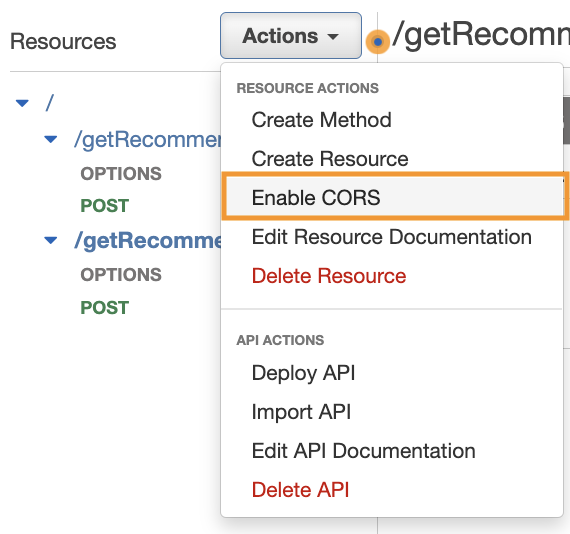 Resources
Actions
/getRecomm
RESOURCE ACTIONS
Create Method
Create Resource
Enable CORS
Edit Resource Documentation
Delete Resource
API ACTIONS
Deploy API
Import API
Edit API Documentation
Delete API
/
/getRecommen
OPTIONS
POST
/getRecomme
OPTIONS
POST